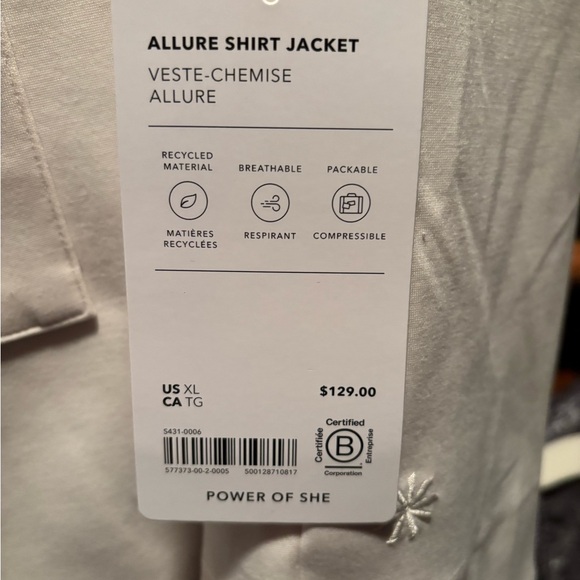 ALLURE SHIRT JACKET
VESTE-CHEMISE
ALLURE
RECYCLED
MATERIAL
BREATHABLE
PACKABLE
MATIÈRES
RECYCLÉES
RESPIRANT
COMPRESSIBLE
US XL
CA TG
$129.00
S431-0006
577373-00-2-0005 500128710817
Certified
Certifiée
B
Entreprise
Corporation
POWER OF SHE